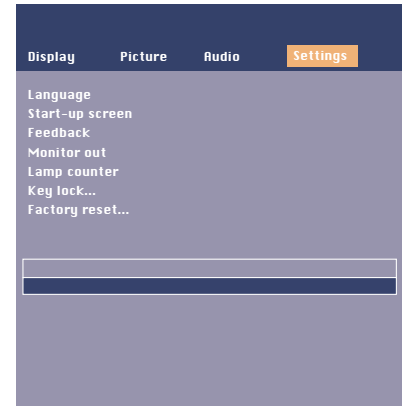 Display Picture Audio Settings
Language
Start-up screen
Feedback
Monitor out
Lamp counter
Key lock...
Factory reset...